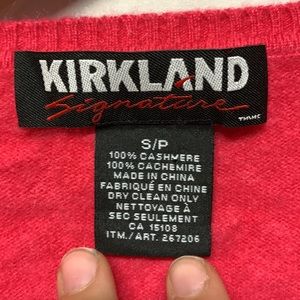 KIRKLAND
Signature
S/P
100% CASHMERE
100% CACHEMIRE
MADE IN CHINA
FABRIQUÉ EN CHINE
DRY CLEAN ONLY
NETTOYAGE À
SEC SEULEMENT
CA 15108
ITM./ART. 267206